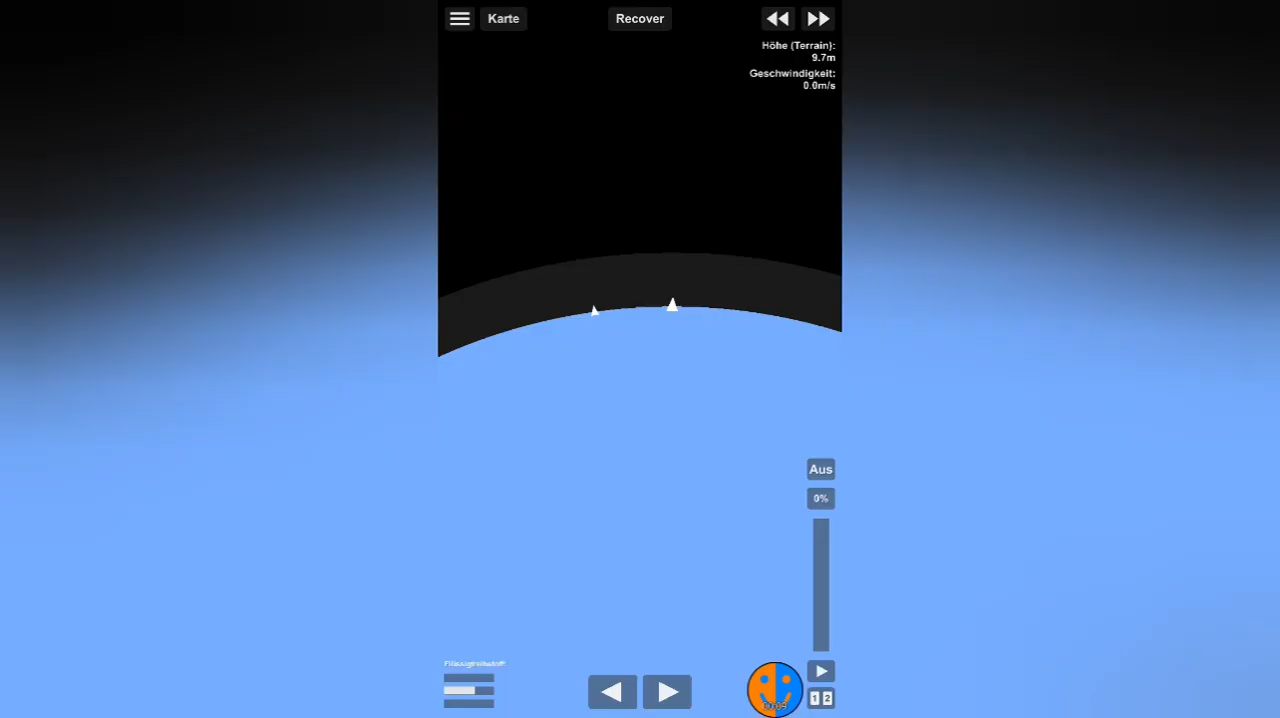 Karte
Recover
Höhe (Terrain):
9.7m
Geschwindigkeit:
0.0m/s
Aus
0%
1 2